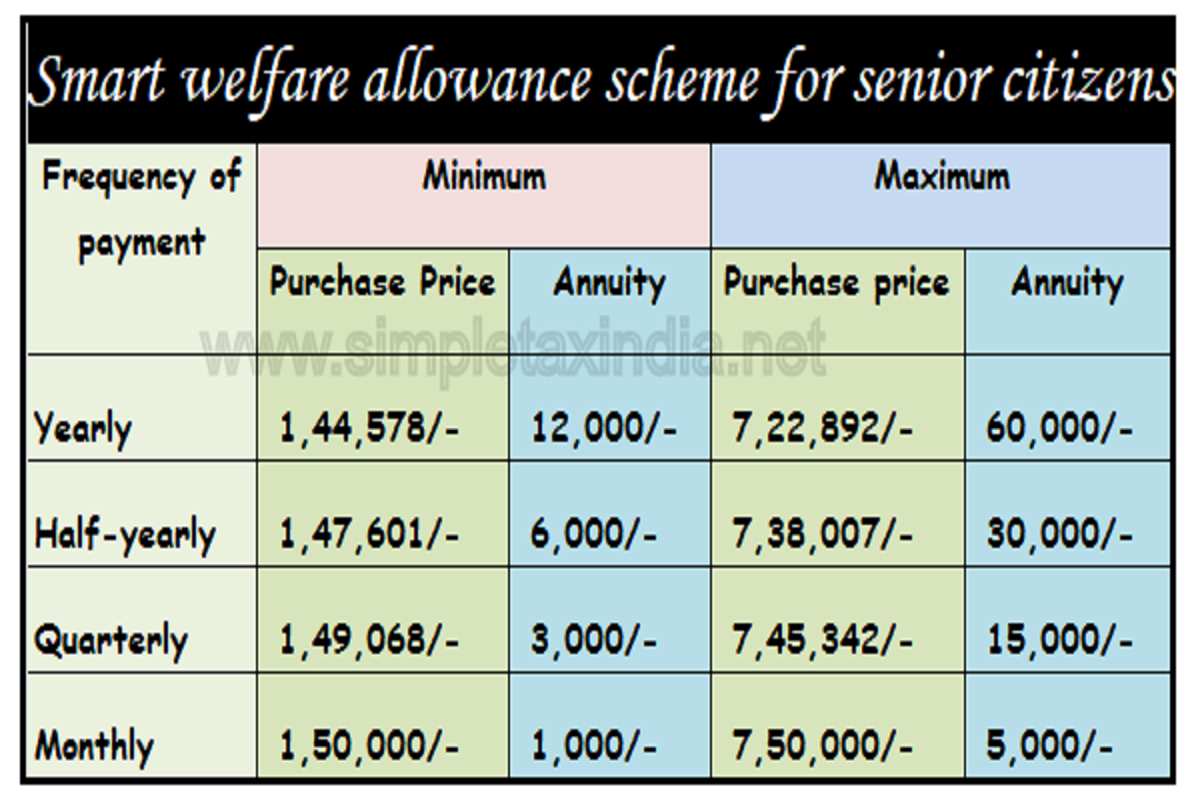 Smart welfare allowance scheme for senior citizens
Frequency of payment Minimum Maximum
Purchase Price Annuity Purchase price Annuity
www.simpletaxindia.net
Yearly 1,44,578/- 12,000/- 7,22,892/- 60,000/-
Half-yearly 1,47,601/- 6,000/- 7,38,007/- 30,000/-
Quarterly 1,49,068/- 3,000/- 7,45,342/- 15,000/-
Monthly 1,50,000/- 1,000/- 7,50,000/- 5,000/-